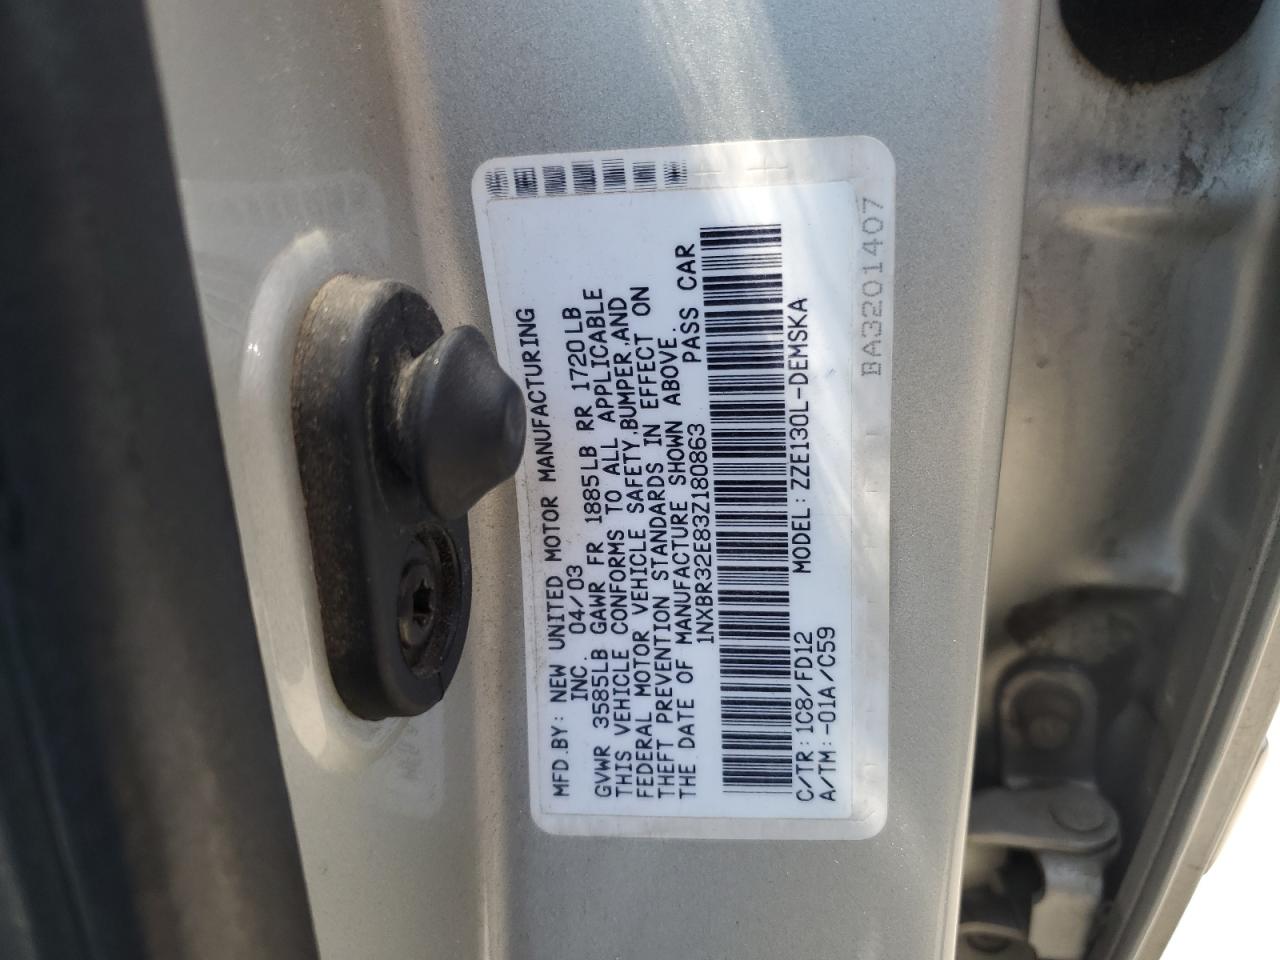 MFD.BY: NEW UNITED MOTOR MANUFACTURING
INC. 04/03
GVWR 3585LB GAWR FR 1885LB RR 1720LB
THIS VEHICLE CONFORMS TO ALL APPLICABLE
FEDERAL MOTOR VEHICLE SAFETY,BUMPER,AND
THEFT PREVENTION STANDARDS IN EFFECT ON
THE DATE OF MANUFACTURE SHOWN ABOVE.
1NXBR32E83Z180863 PASS CAR
C/TR:1C8/FD12 MODEL:ZZE130L-DEMSKA
A/TM:-01A/C59
BA3201407